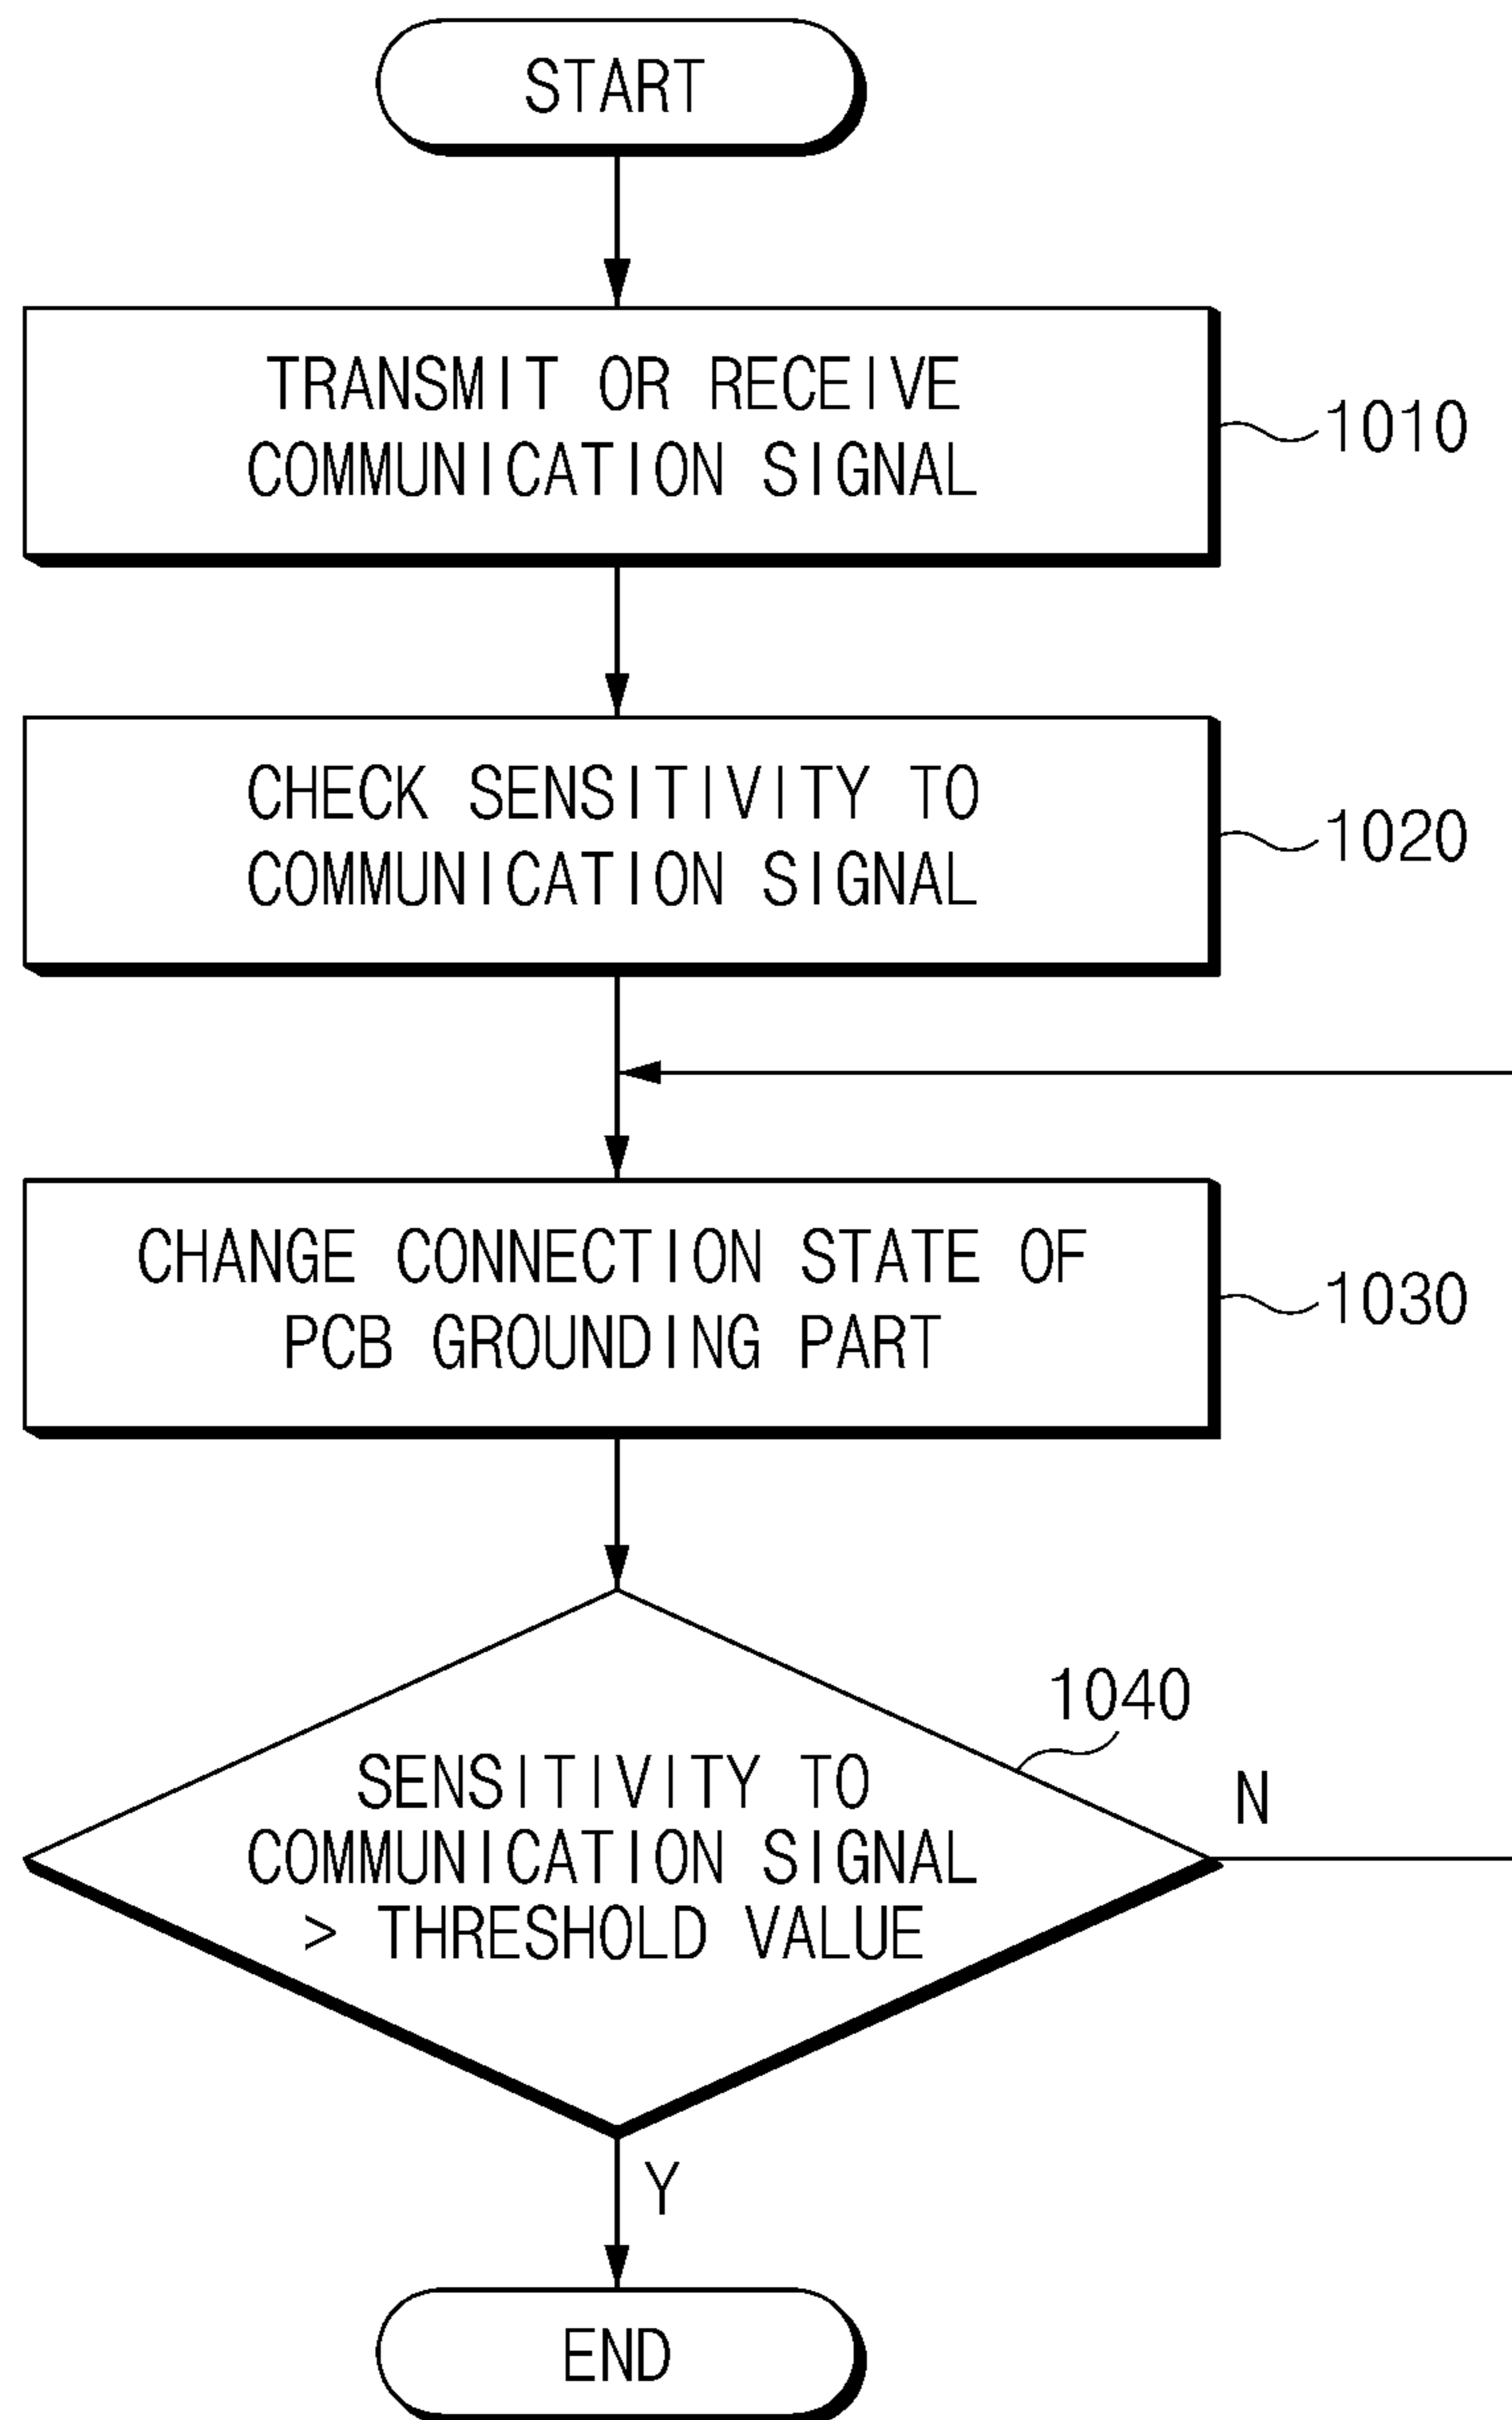 START
TRANSMIT OR RECEIVE
COMMUNICATION SIGNAL
1010
CHECK SENSITIVITY TO
COMMUNICATION SIGNAL
1020
CHANGE CONNECTION STATE OF
PCB GROUNDING PART
1030
1040
SENSITIVITY TO
COMMUNICATION SIGNAL
> THRESHOLD VALUE
N
Y
END